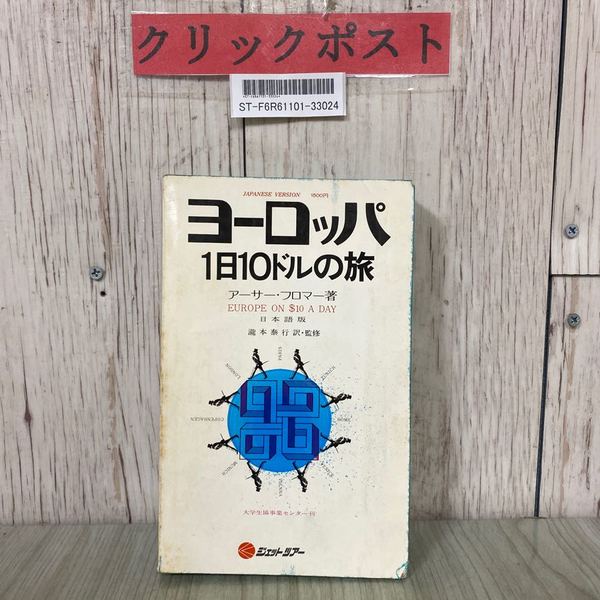 クリックポスト
ST-F6R61101-33024
JAPANESE VERSION 1500円
ヨーロッパ
1日10ドルの旅
アーサー・フロマー著
EUROPE ON $10 A DAY
日本語版
瀧本泰行訳・監修
LONDON
COPENHAGEN
MUNICH
大学生協事業センター刊
ジェットツアー